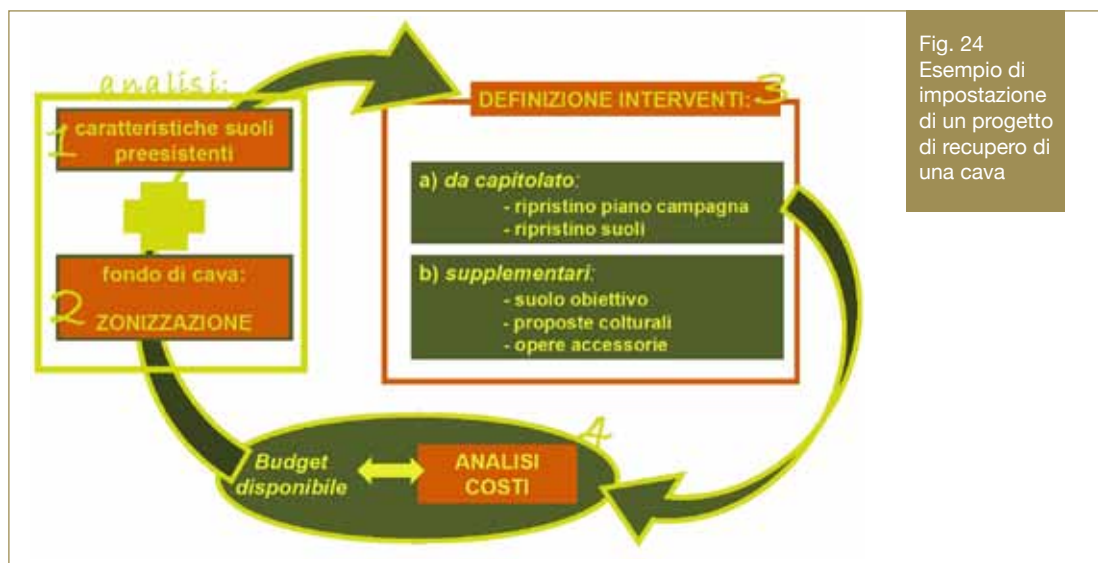 analisi:
1 caratteristiche suoli
preesistenti
fondo di cava:
2 ZONIZZAZIONE
DEFINIZIONE INTERVENTI: 3
a) da capitolato:
- ripristino piano campagna
- ripristino suoli
b) supplementari:
- suolo obiettivo
- proposte colturali
- opere accessorie
4
Budget
disponibile
ANALISI
COSTI
Fig. 24
Esempio di
impostazione
di un progetto
di recupero di
una cava